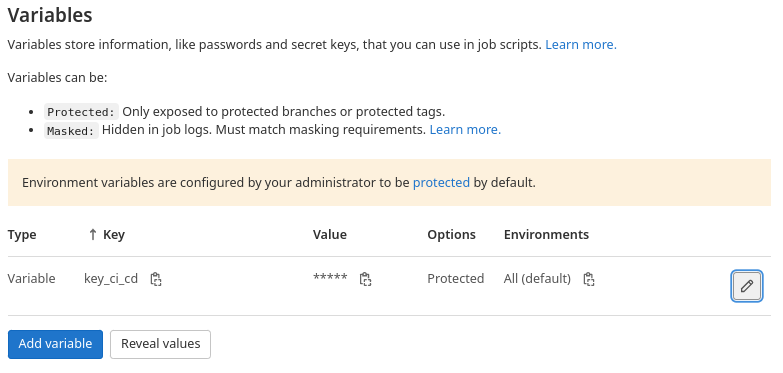 Variables
Variables store information, like passwords and secret keys, that you can use in job scripts. Learn more.
Variables can be:
• Protected: Only exposed to protected branches or protected tags.
• Masked: Hidden in job logs. Must match masking requirements. Learn more.
Environment variables are configured by your administrator to be protected by default.
Type ↑ Key Value Options Environments
Variable key_ci_cd ***** Protected All (default)
Add variable Reveal values